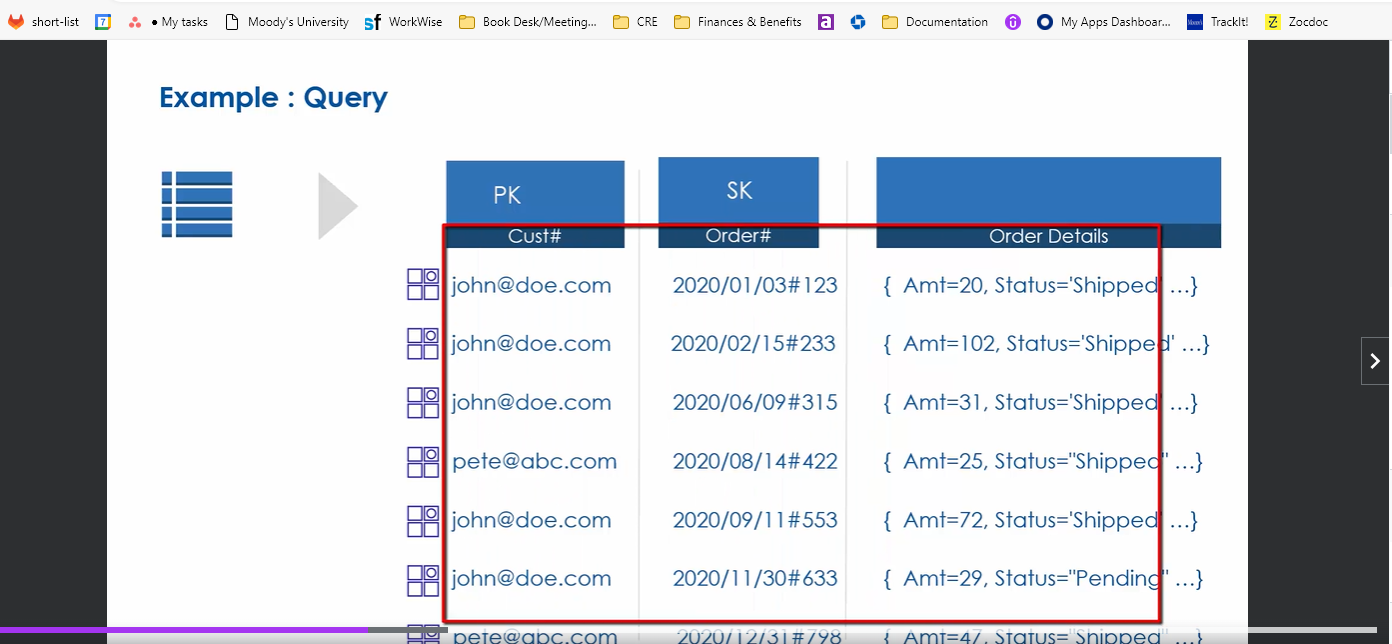 short-list 7 • My tasks Moody's University sf WorkWise Book Desk/Meeting... CRE Finances & Benefits a Documentation My Apps Dashboar... TrackIt! Z Zocdoc
Example : Query
PK SK
Cust# Order# Order Details
john@doe.com 2020/01/03#123 { Amt=20, Status='Shipped' ...}
john@doe.com 2020/02/15#233 { Amt=102, Status='Shipped' ...}
john@doe.com 2020/06/09#315 { Amt=31, Status='Shipped' ...}
pete@abc.com 2020/08/14#422 { Amt=25, Status="Shipped" ...}
john@doe.com 2020/09/11#553 { Amt=72, Status='Shipped' ...}
john@doe.com 2020/11/30#633 { Amt=29, Status="Pending" ...}
pete@abc.com 2020/12/31#798 { Amt=47, Status="Shipped" ...}